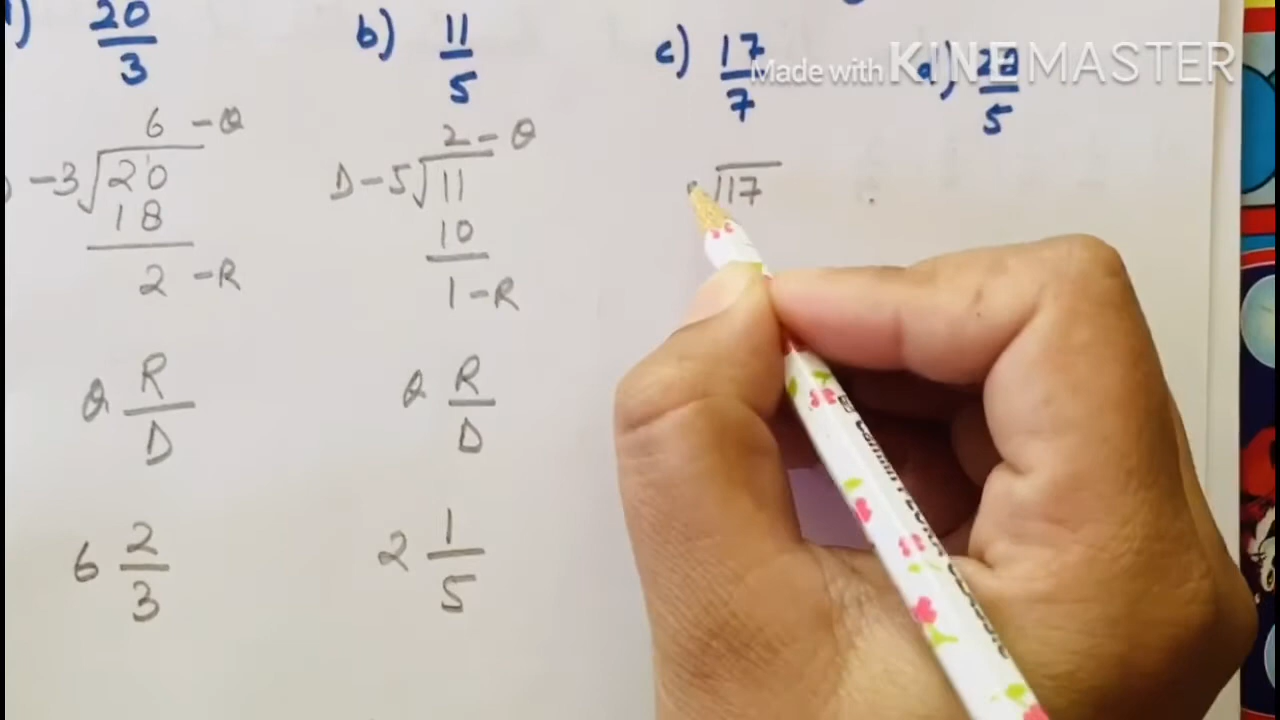 ) 20/3 b) 11/5 c) 17/7 d)
5
Made with KINEMASTER
6 - Q
- 3 √20
18
2 - R
Q R/D
6 2/3
2 - Q
D - 5 √11
10
1 - R
Q R/D
2 1/5
√17